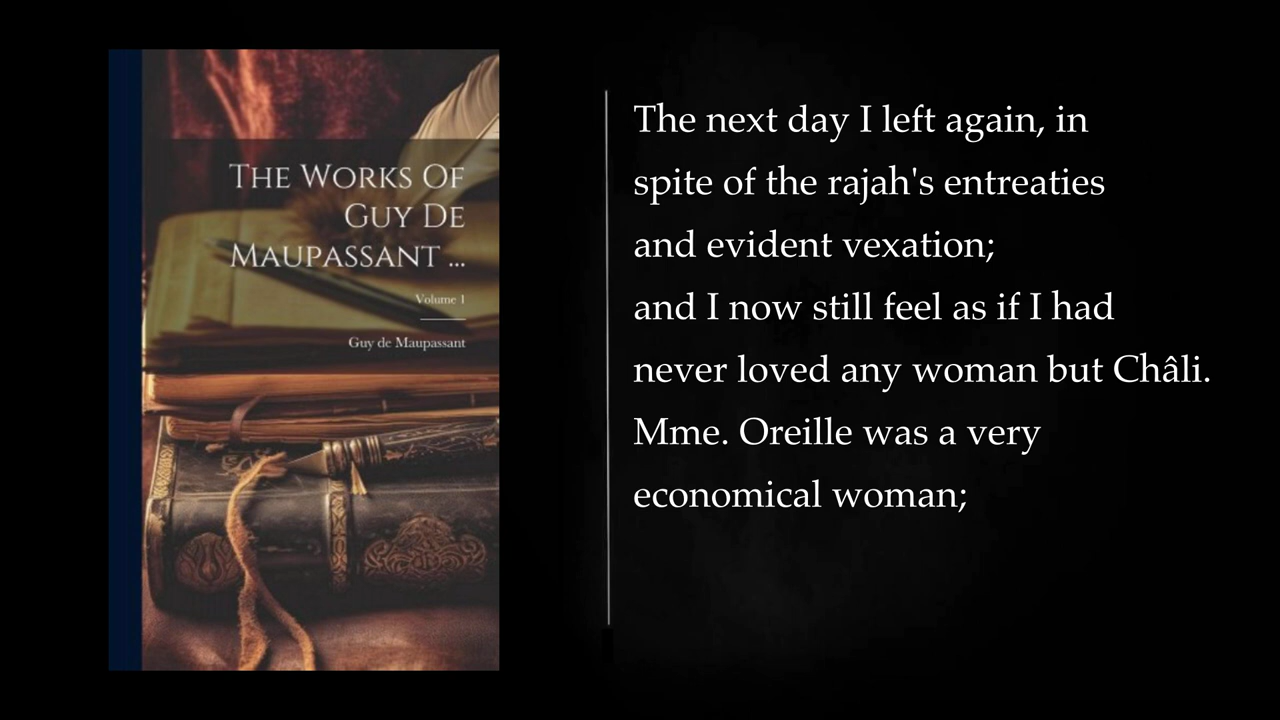 The Works Of
Guy De
Maupassant ...
Volume 1
Guy de Maupassant
The next day I left again, in
spite of the rajah's entreaties
and evident vexation;
and I now still feel as if I had
never loved any woman but Châli.
Mme. Oreille was a very
economical woman;